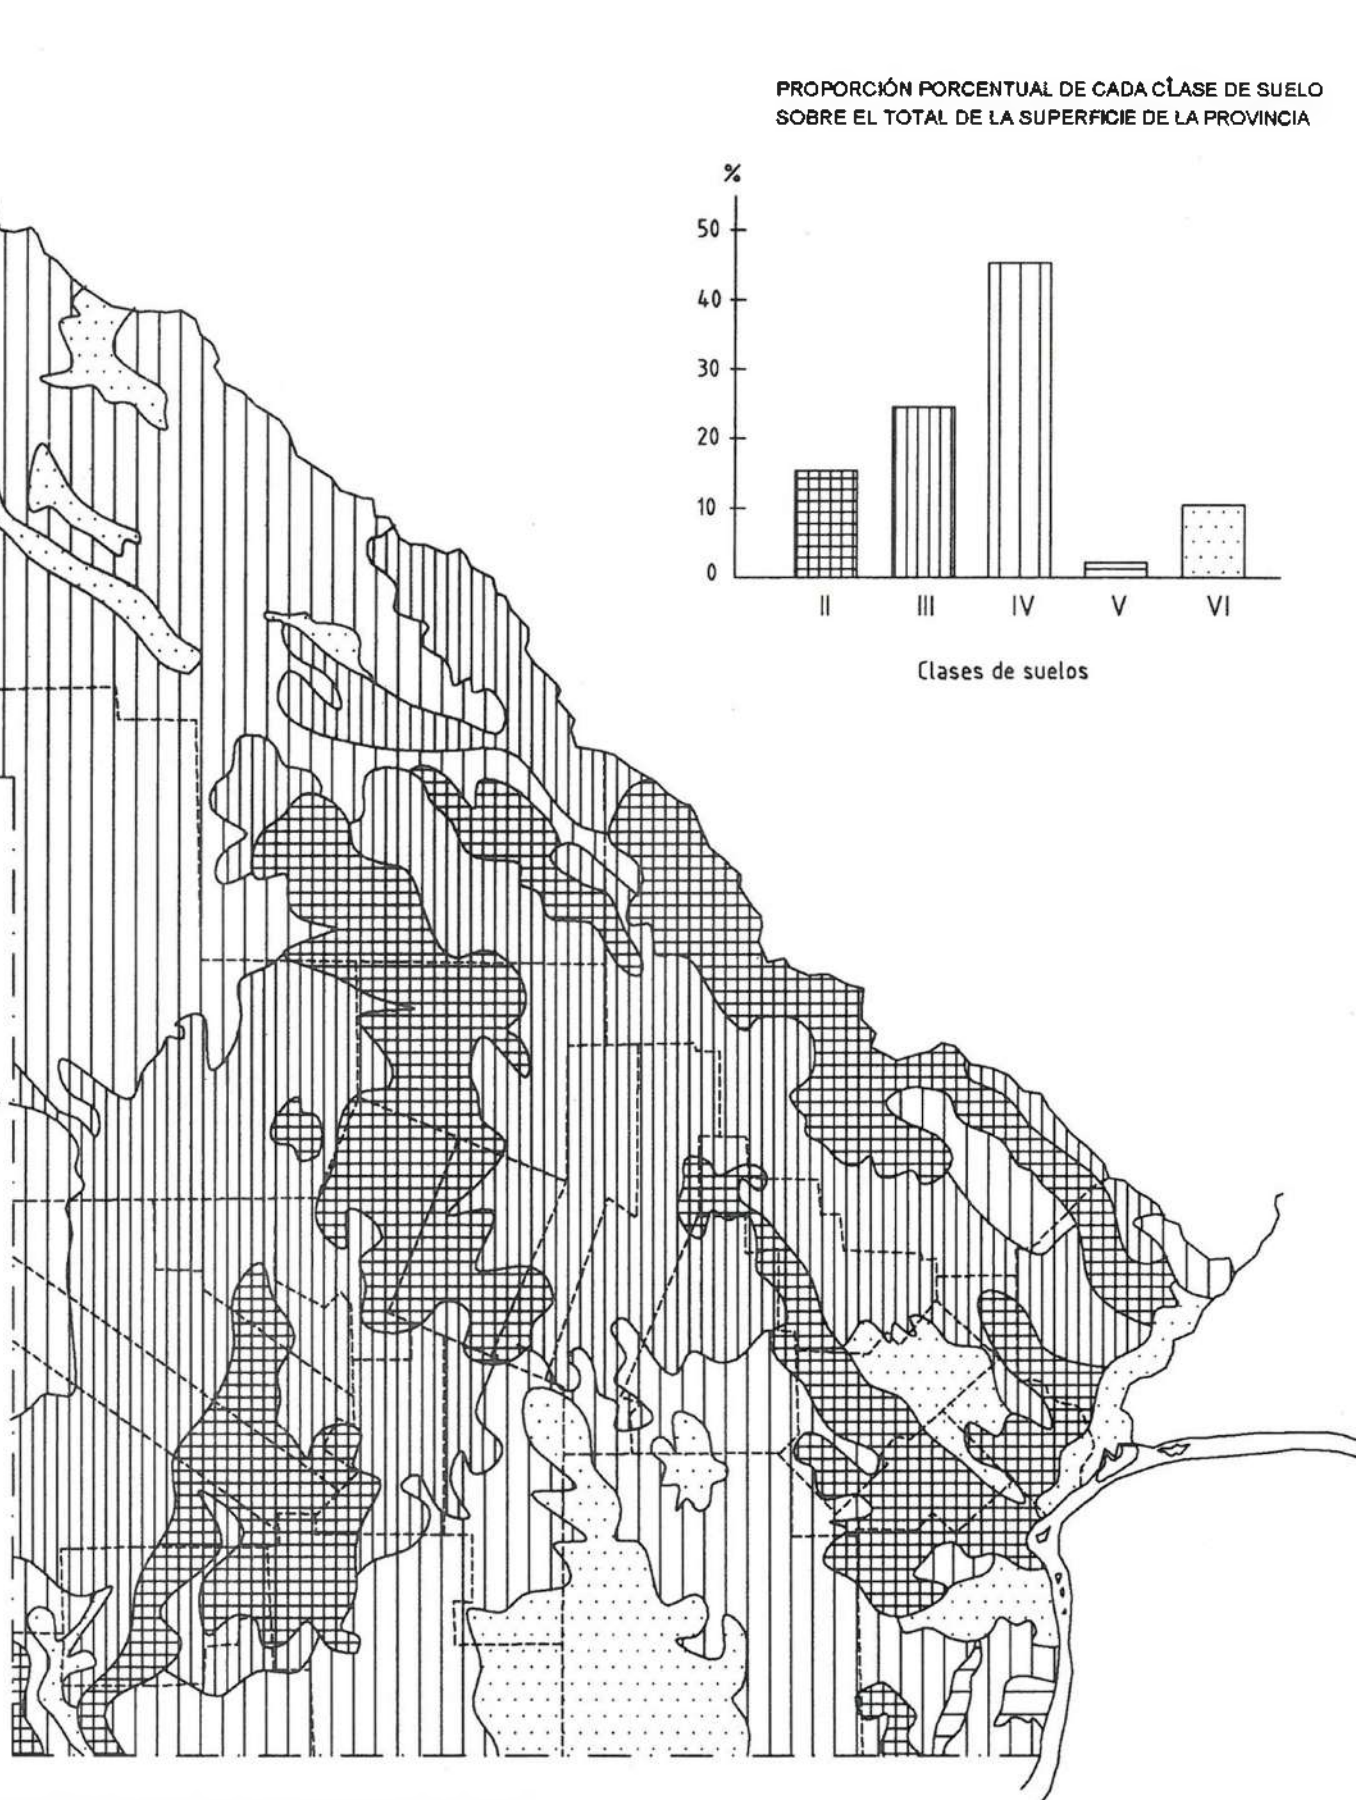 PROPORCIÓN PORCENTUAL DE CADA CLASE DE SUELO
SOBRE EL TOTAL DE LA SUPERFICIE DE LA PROVINCIA
%
50
40
30
20
10
0
II III IV V VI
Clases de suelos